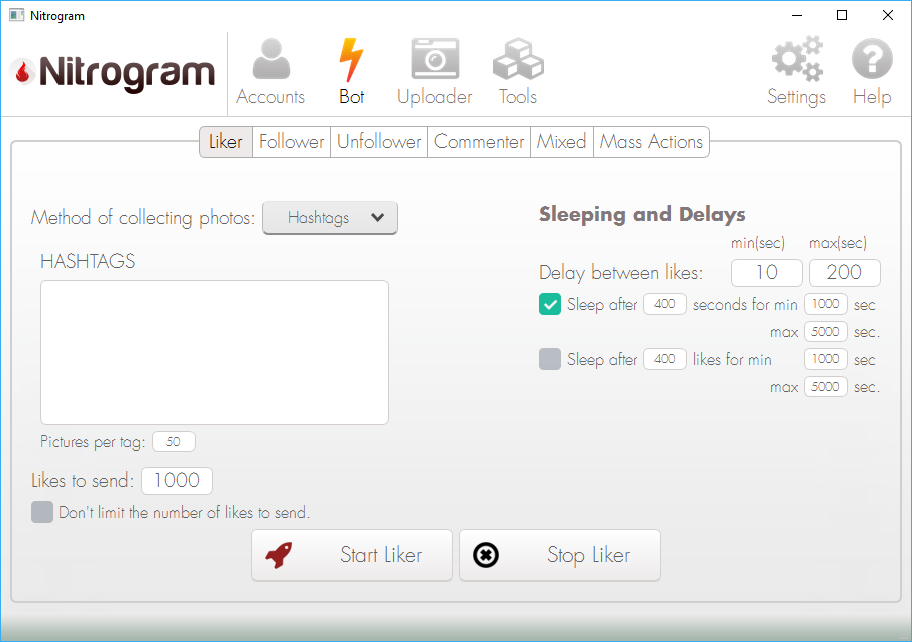 Nitrogram
Nitrogram
Accounts
Bot
Uploader
Tools
Settings
Help
Liker
Follower
Unfollower
Commenter
Mixed
Mass Actions
Method of collecting photos: Hashtags
HASHTAGS
Pictures per tag: 50
Likes to send: 1000
Don't limit the number of likes to send.
Sleeping and Delays
min(sec) max(sec)
Delay between likes: 10 200
Sleep after 400 seconds for min 1000 sec
max 5000 sec.
Sleep after 400 likes for min 1000 sec
max 5000 sec.
Start Liker
Stop Liker